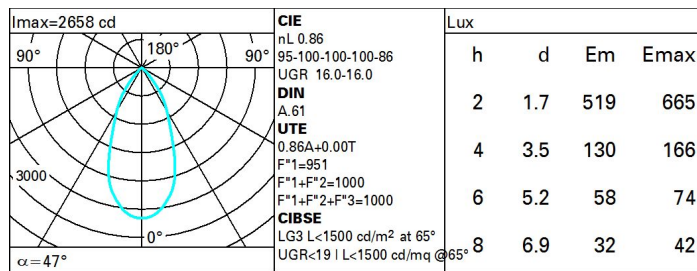 Imax=2658 cd
90° 180° 90°
3000
0°
α=47°
CIE
nL 0.86
95-100-100-100-86
UGR 16.0-16.0
DIN
A.61
UTE
0.86A+0.00T
F"1=951
F"1+F"2=1000
F"1+F"2+F"3=1000
CIBSE
LG3 L<1500 cd/m² at 65°
UGR<19 | L<1500 cd/mq @65°
Lux
h d Em Emax
2 1.7 519 665
4 3.5 130 166
6 5.2 58 74
8 6.9 32 42